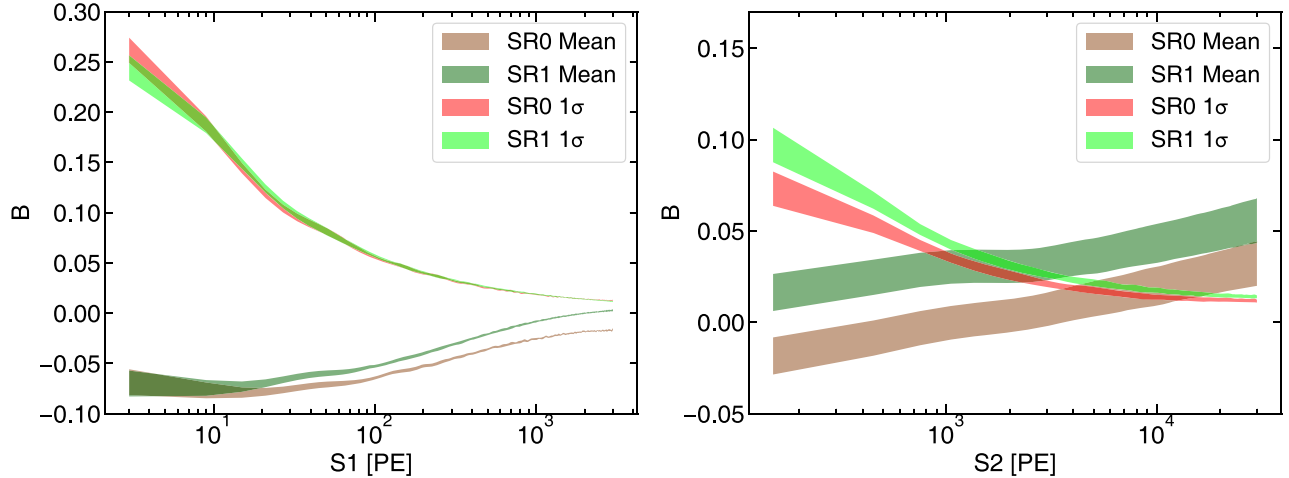 0.30
0.25
0.20
0.15
0.10
0.05
0.00
−0.05
−0.10
B
10¹ 10² 10³
S1 [PE]
SR0 Mean
SR1 Mean
SR0 1σ
SR1 1σ
0.15
0.10
0.05
0.00
−0.05
B
10³ 10⁴
S2 [PE]
SR0 Mean
SR1 Mean
SR0 1σ
SR1 1σ